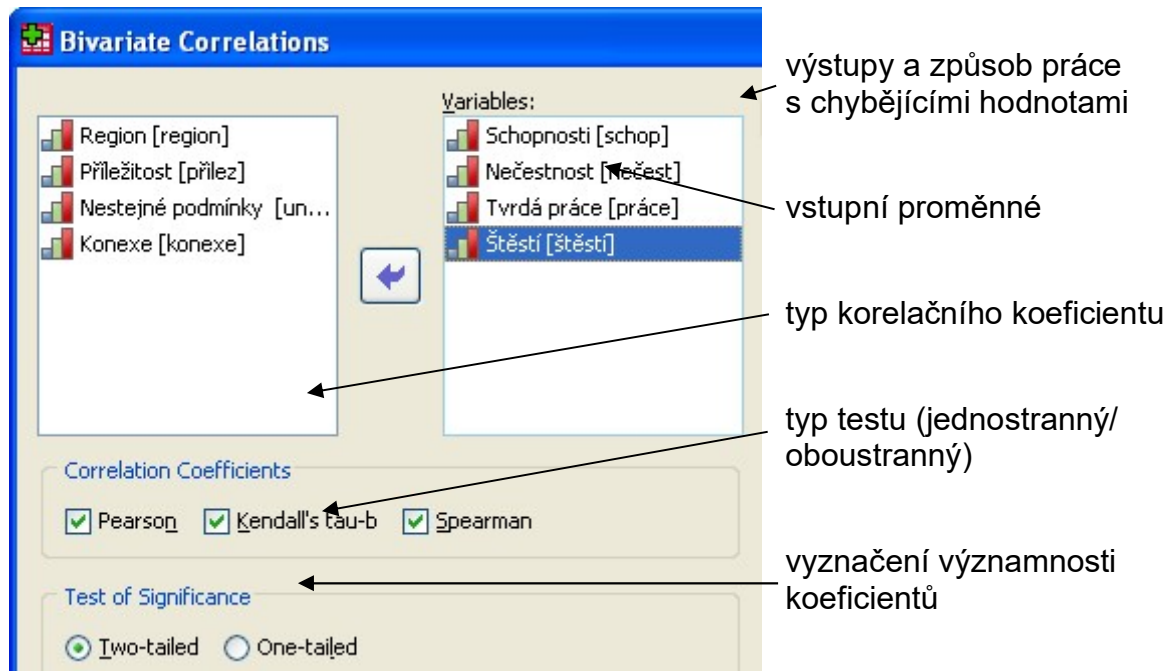 Bivariate Correlations
Variables:
Region [region]
Příležitost [přilez]
Nestejné podmínky [un...
Konexe [konexe]
Schopnosti [schop]
Nečestnost [nečest]
Tvrdá práce [práce]
Štěstí [štěstí]
Correlation Coefficients
Pearson Kendall's tau-b Spearman
Test of Significance
Two-tailed One-tailed
výstupy a způsob práce
s chybějícími hodnotami
vstupní proměnné
typ korelačního koeficientu
typ testu (jednostranný/
oboustranný)
vyznačení významnosti
koeficientů